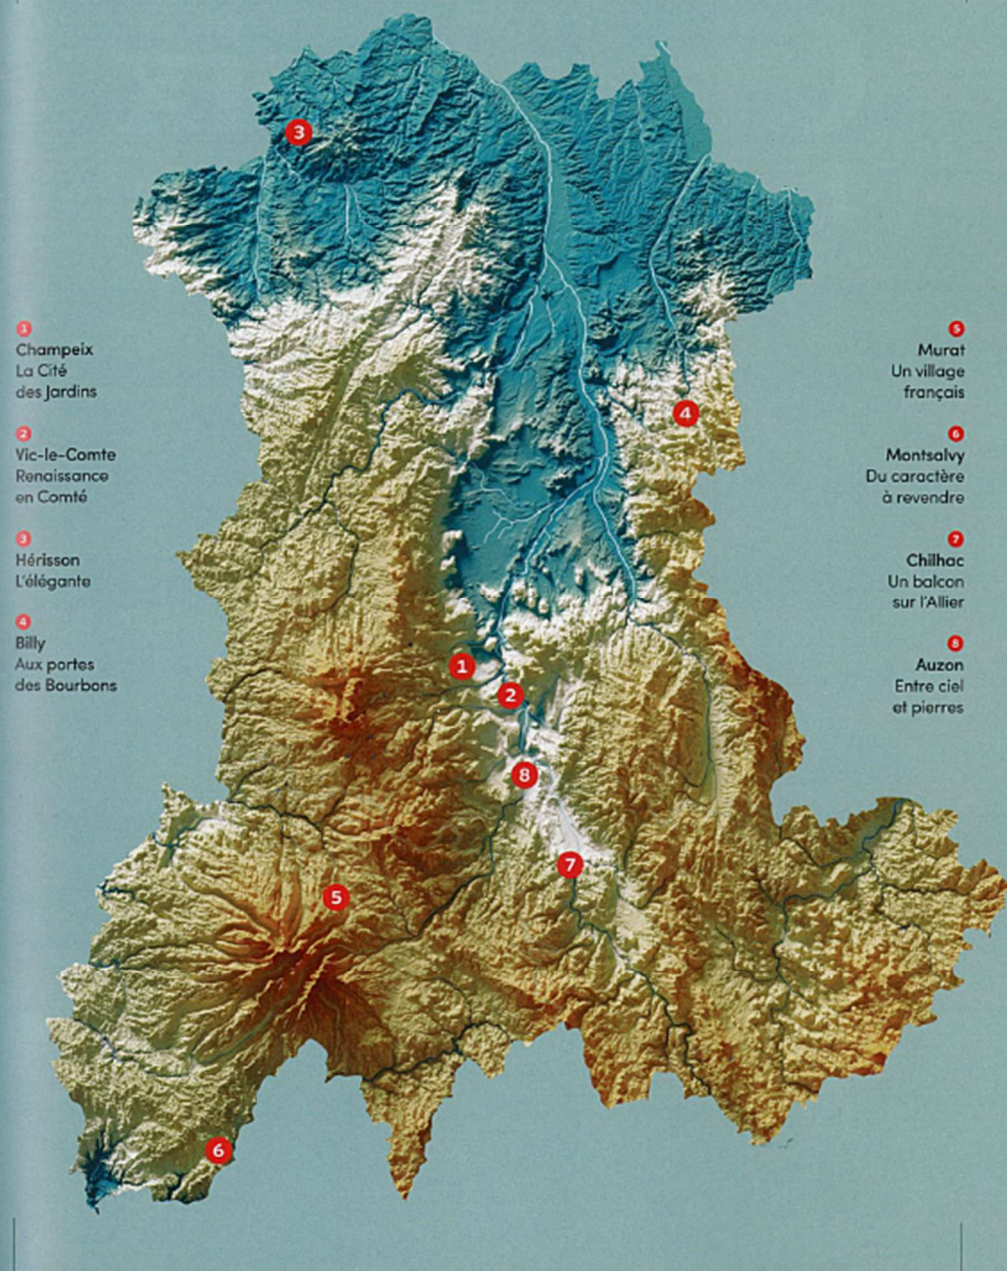 3
4
1
2
8
7
5
6
1
Champeix
La Cité
des Jardins
2
Vic-le-Comte
Renaissance
en Comté
3
Hérisson
L'élégante
4
Billy
Aux portes
des Bourbons
5
Murat
Un village
français
6
Montsalvy
Du caractère
à revendre
7
Chilhac
Un balcon
sur l'Allier
8
Auzon
Entre ciel
et pierres